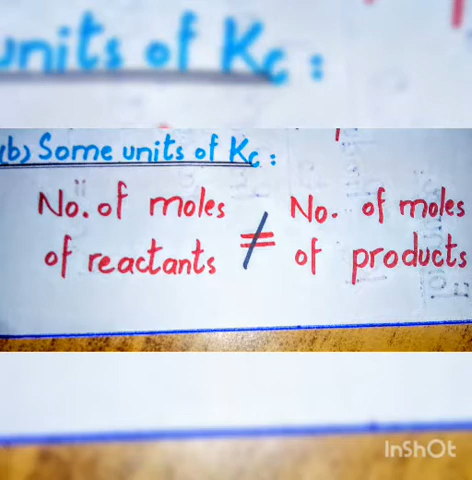 units of Kc :
(b) Some units of Kc :
No. of moles No. of moles
of reactants ≠ of products
InShOt